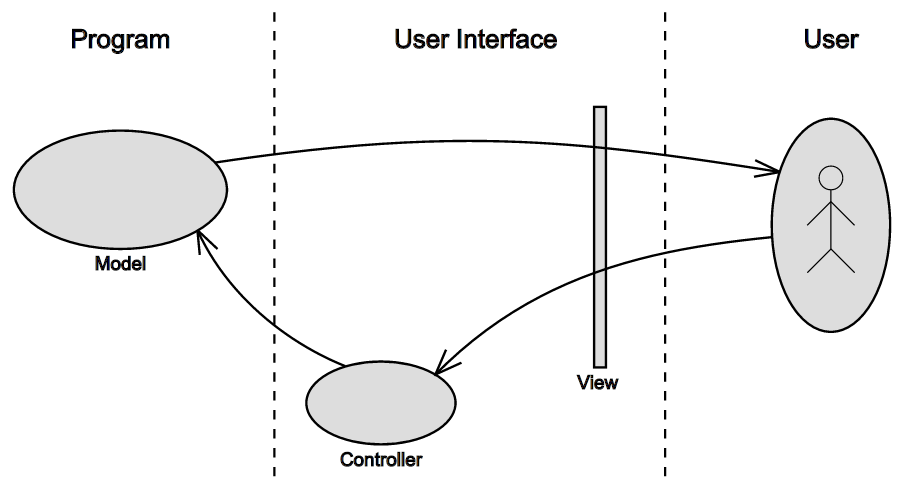 Program
User Interface
User
Model
View
Controller